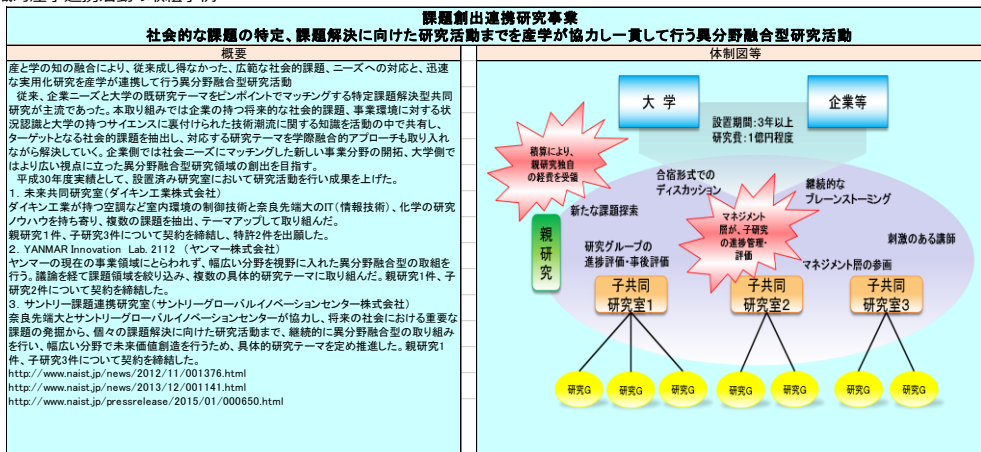 課題創出連携研究事業
社会的な課題の特定、課題解決に向けた研究活動までを産学が協力し一貫して行う異分野融合型研究活動
概要
産と学の知の融合により、従来成し得なかった、広範な社会的課題、ニーズへの対応と、迅速
な実用化研究を産学が連携して行う異分野融合型研究活動
従来、企業ニーズと大学の既研究テーマをピンポイントでマッチングする特定課題解決型共同
研究が主流であった。本取り組みでは企業の持つ将来的な社会的課題、事業環境に対する状
況認識と大学の持つサイエンスに裏付けられた技術潮流に関する知識を活動の中で共有し、
ターゲットとなる社会的課題を抽出し、対応する研究テーマを学際融合的アプローチも取り入れ
ながら解決していく。企業側では社会ニーズにマッチングした新しい事業分野の開拓、大学側で
はより広い視点に立った異分野融合型研究領域の創出を目指す。
平成30年度実績として、設置済み研究室において研究活動を行い成果を上げた。
1. 未来共同研究室(ダイキン工業株式会社)
ダイキン工業が持つ空調など室内環境の制御技術と奈良先端大のIT(情報技術)、化学の研究
ノウハウを持ち寄り、複数の課題を抽出、テーマアップして取り組んだ。
親研究1件、子研究3件について契約を締結し、特許2件を出願した。
2. YANMAR Innovation Lab. 2112 (ヤンマー株式会社)
ヤンマーの現在の事業領域にとらわれず、幅広い分野を視野に入れた異分野融合型の取組を
行う。議論を経て課題領域を絞り込み、複数の具体的研究テーマに取り組んだ。親研究1件、子
研究2件について契約を締結した。
3. サントリー課題連携研究室(サントリーグローバルイノベーションセンター株式会社)
奈良先端大とサントリーグローバルイノベーションセンターが協力し、将来の社会における重要な
課題の発掘から、個々の課題解決に向けた研究活動まで、継続的に異分野融合型の取り組み
を行い、幅広い分野で未来価値創造を行うため、具体的研究テーマを定め推進した。親研究1
件、子研究3件について契約を締結した。
http://www.naist.jp/news/2012/11/001376.html
http://www.naist.jp/news/2013/12/001141.html
http://www.naist.jp/pressrelease/2015/01/000650.html
体制図等
大 学
企業等
設置期間:3年以上
研究費:1億円程度
積算により、
親研究独自
の経費を受領
合宿形式での
ディスカッション
継続的な
ブレーンストーミング
新たな課題探索
親
研
究
マネジメント
層が、子研究
の進捗管理・
評価
刺激のある講師
研究グループの
進捗評価・事後評価
マネジメント層の参画
子共同
研究室1
子共同
研究室2
子共同
研究室3
研究G
研究G
研究G
研究G
研究G
研究G
研究G